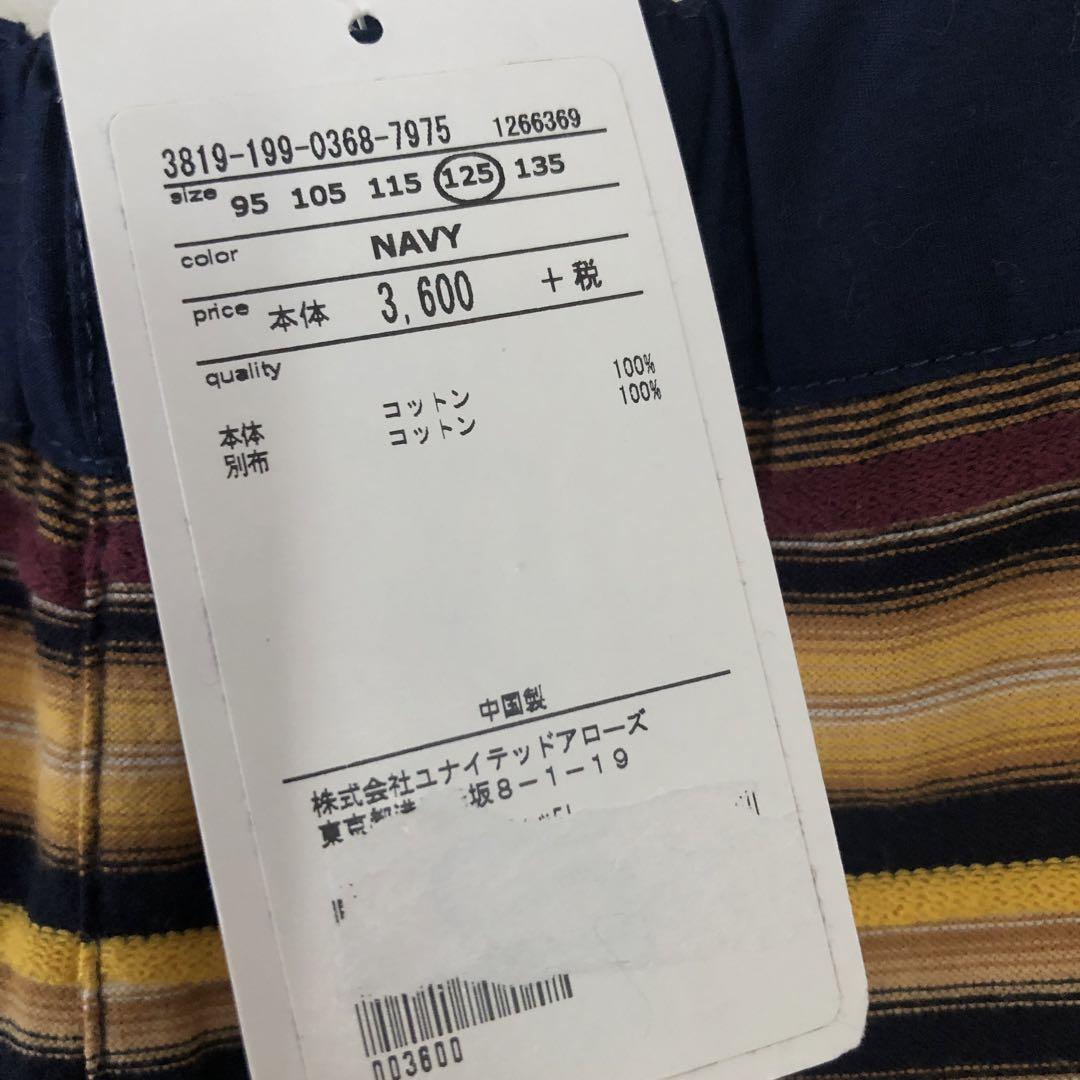 3819-199-0368-7975 1266369
size 95 105 115 125 135
color NAVY
price 本体 3,600 +税
quality
本体 コットン 100%
別布 コットン 100%
中国製
株式会社ユナイテッドアローズ
東京都港 坂8-1-19
003600